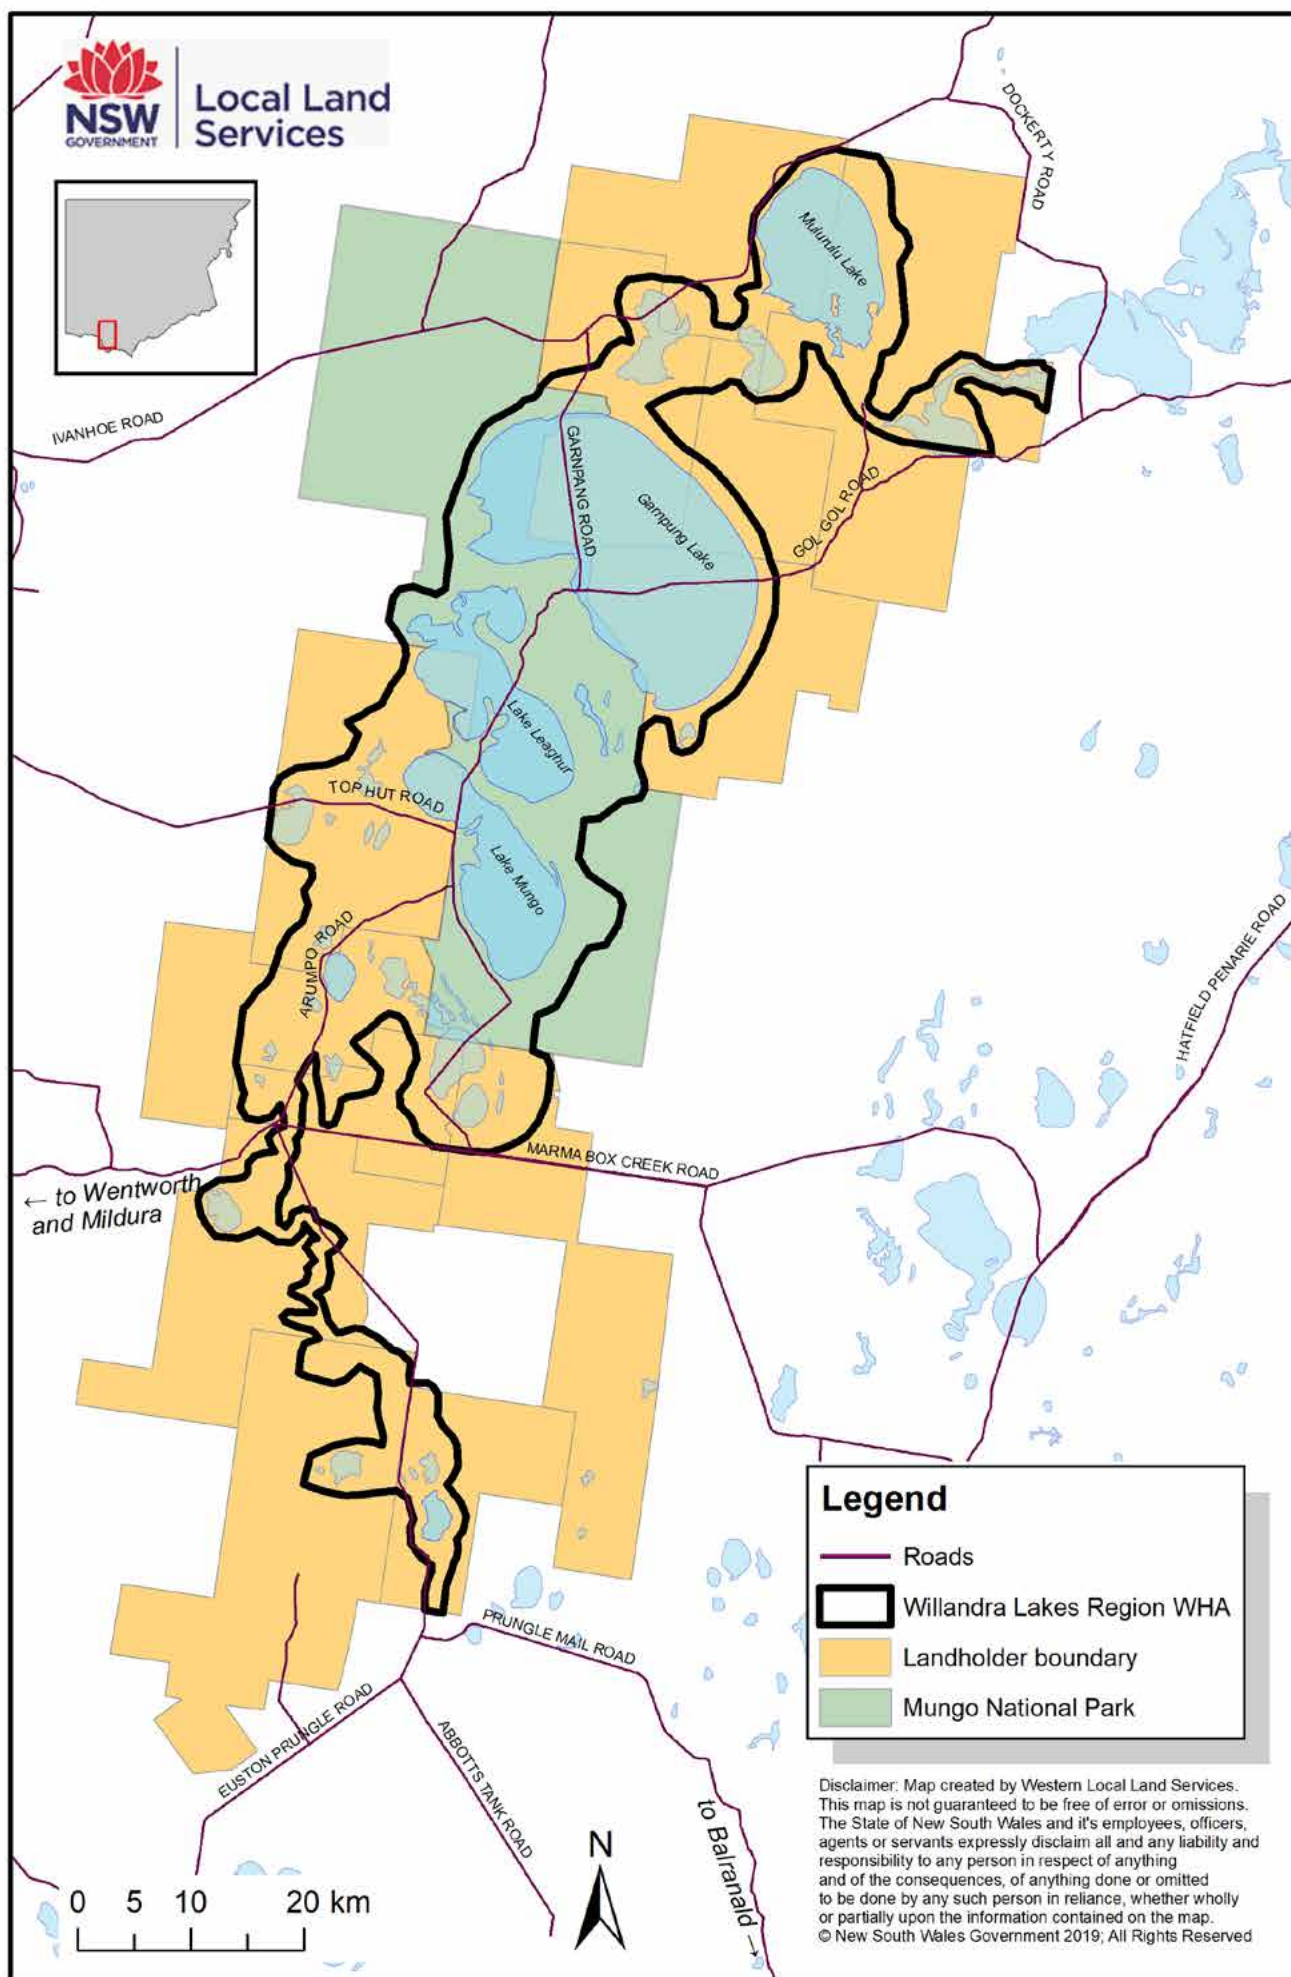 NSW
GOVERNMENT
Local Land
Services
DOCKERTY ROAD
Mulurulu Lake
IVANHOE ROAD
GARNPANG ROAD
Garnpung Lake
GOL GOL ROAD
Lake Leaghur
TOP HUT ROAD
Lake Mungo
ARUMPO ROAD
HATFIELD PENARIE ROAD
MARMA BOX CREEK ROAD
← to Wentworth
and Mildura
Legend
Roads
Willandra Lakes Region WHA
Landholder boundary
Mungo National Park
PRUNGLE MAIL ROAD
EUSTON PRUNGLE ROAD
ABBOTTS TANK ROAD
to Balranald →
N
0 5 10 20 km
Disclaimer: Map created by Western Local Land Services.
This map is not guaranteed to be free of error or omissions.
The State of New South Wales and it's employees, officers,
agents or servants expressly disclaim all and any liability and
responsibility to any person in respect of anything
and of the consequences, of anything done or omitted
to be done by any such person in reliance, whether wholly
or partially upon the information contained on the map.
© New South Wales Government 2019; All Rights Reserved